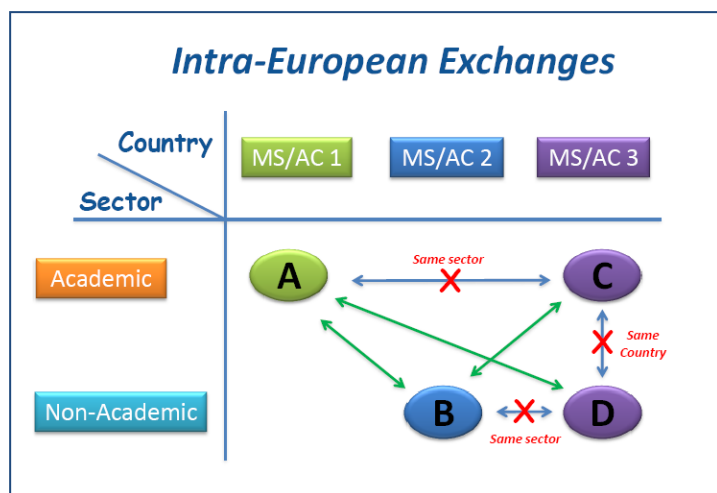 Intra-European Exchanges
Country
MS/AC 1
MS/AC 2
MS/AC 3
Sector
Academic
A
Same sector
C
Same
Country
Non-Academic
B
Same sector
D